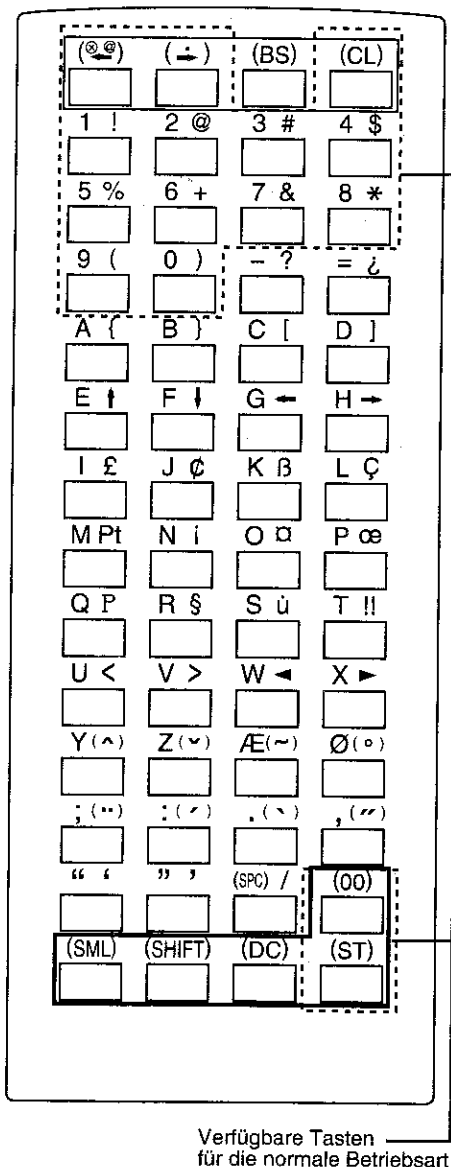 (⊗@ ←) (∸→) (BS) (CL)
1 ! 2 @ 3 # 4 $
5 % 6 + 7 & 8 *
9 ( 0 ) – ? = ¿
A { B } C [ D ]
E ↑ F ↓ G ← H →
I £ J ₵ K ß L Ç
M Pt N í O ¤ P œ
Q P R § S ù T !!
U < V > W ◄ X ►
Y (^) Z (ˇ) Æ (~) Ø (°)
; (¨) : (´) . (`) , (˝)
“ ‘ ” ’ (SPC) / (00)
(SML) (SHIFT) (DC) (ST)
Verfügbare Tasten
für die normale Betriebsart